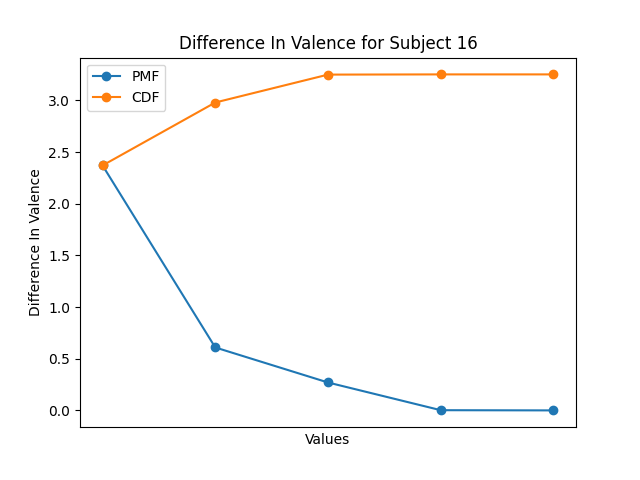 Difference In Valence for Subject 16
PMF
CDF
3.0
2.5
2.0
1.5
1.0
0.5
0.0
Difference In Valence
Values